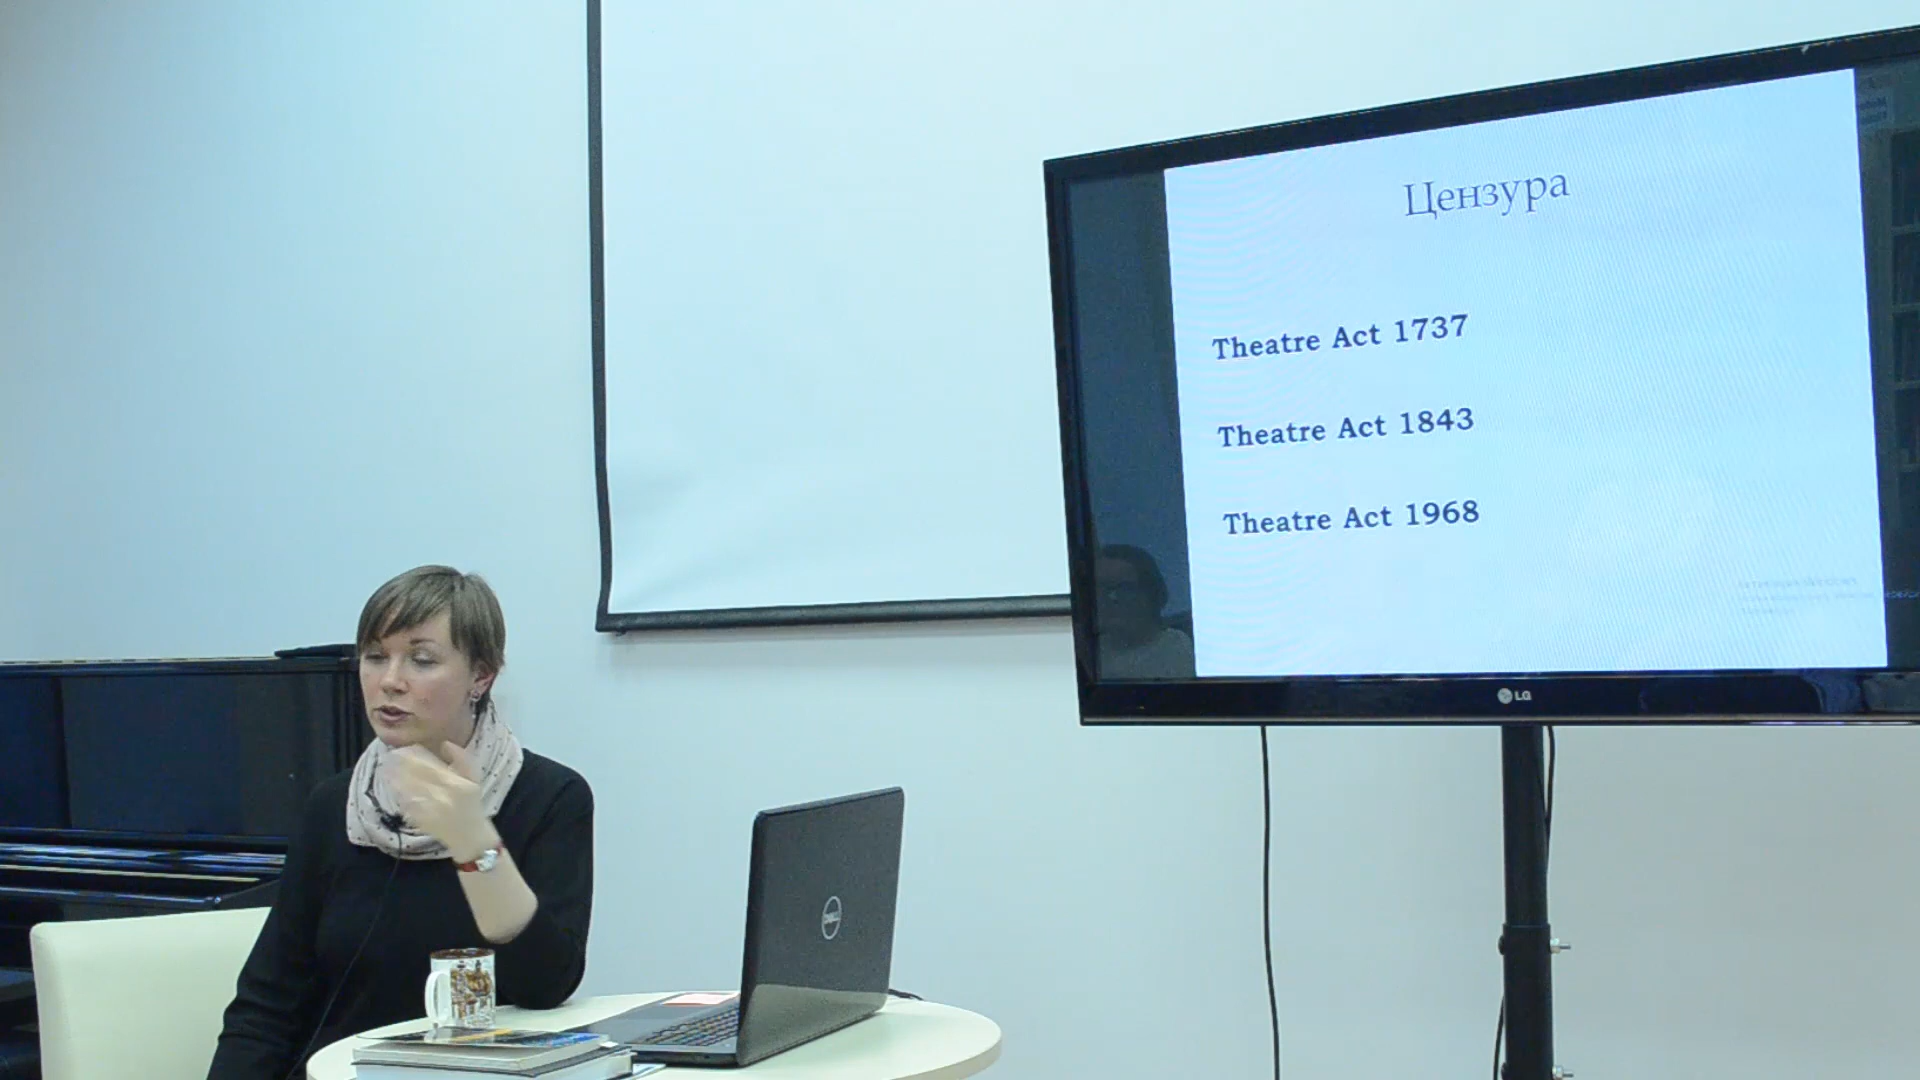 Цензура
Theatre Act 1737
Theatre Act 1843
Theatre Act 1968
LG
DELL